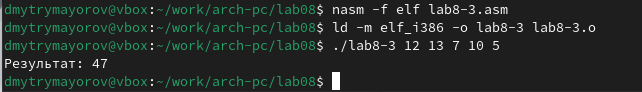 dmytrymayorov@vbox:~/work/arch-pc/lab08$ nasm -f elf lab8-3.asm
dmytrymayorov@vbox:~/work/arch-pc/lab08$ ld -m elf_i386 -o lab8-3 lab8-3.o
dmytrymayorov@vbox:~/work/arch-pc/lab08$ ./lab8-3 12 13 7 10 5
Результат: 47
dmytrymayorov@vbox:~/work/arch-pc/lab08$